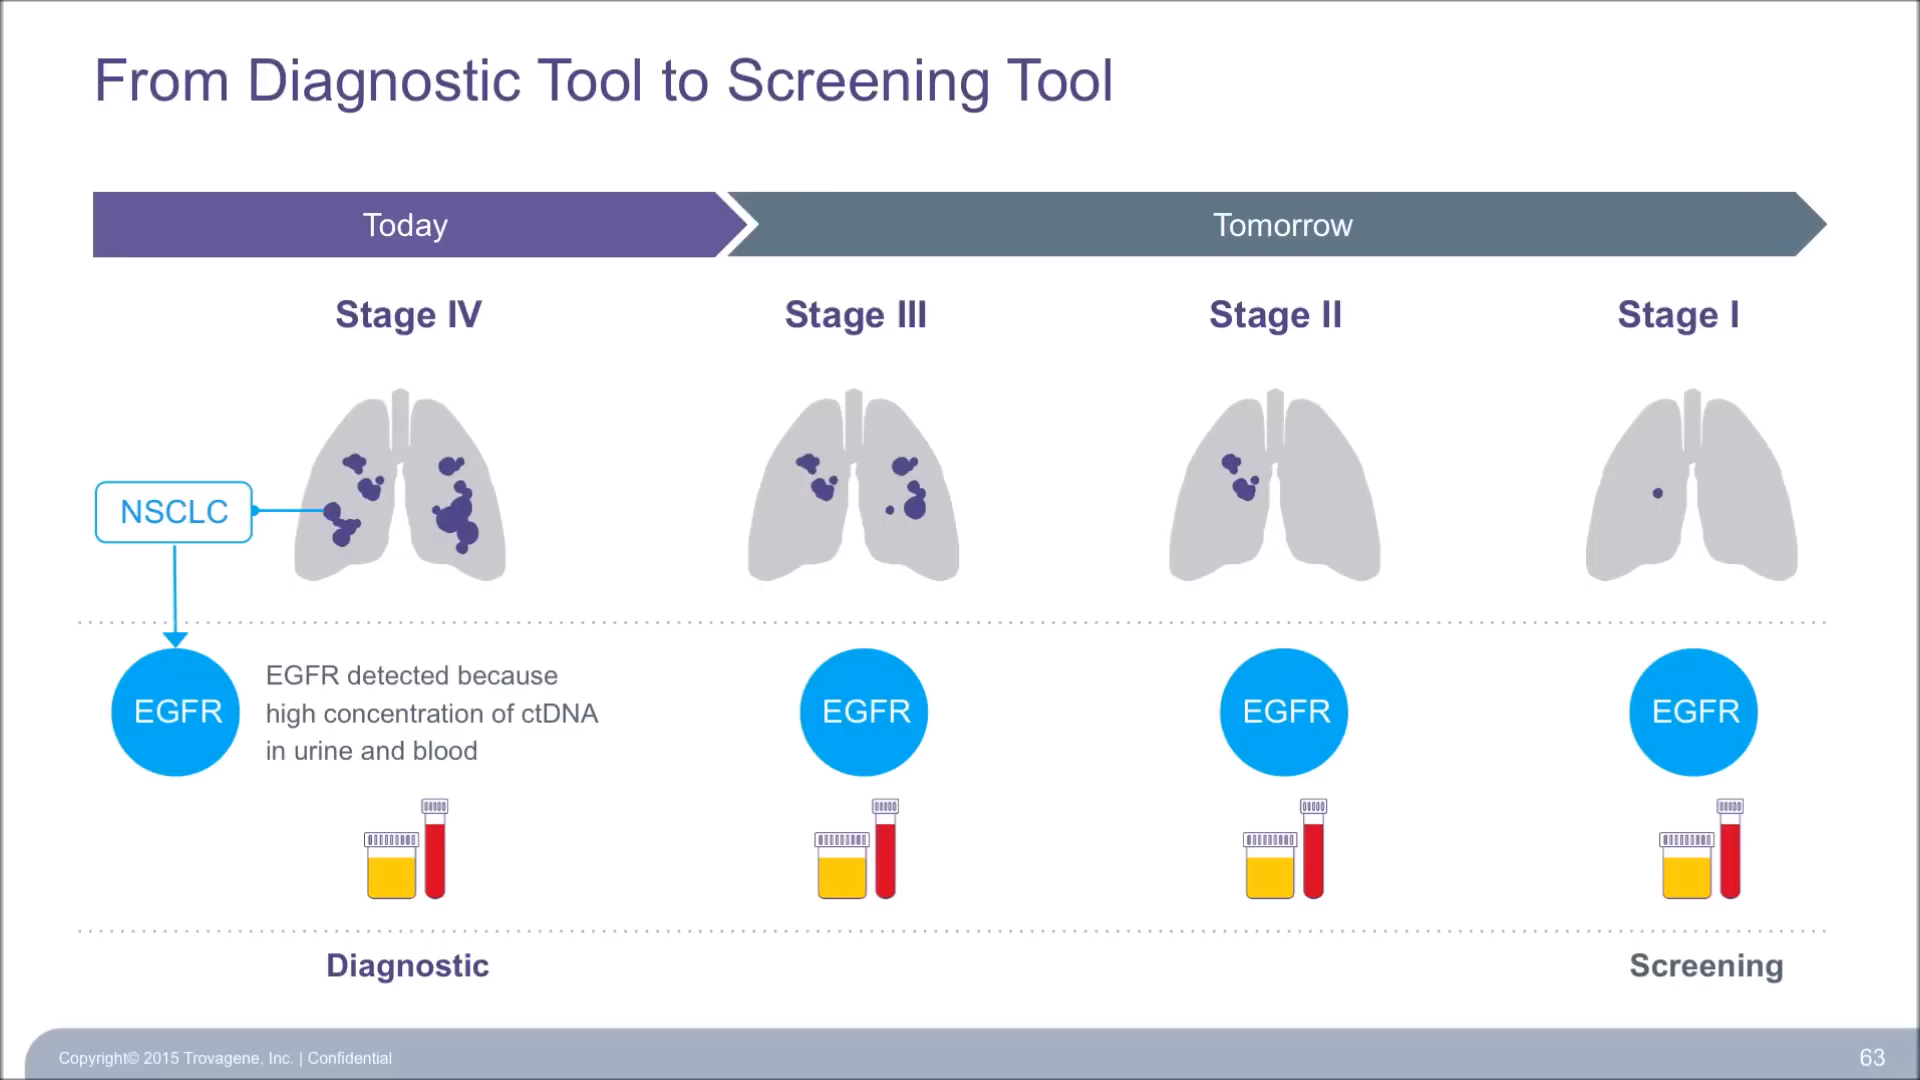 From Diagnostic Tool to Screening Tool
Today
Tomorrow
Stage IV
Stage III
Stage II
Stage I
NSCLC
EGFR
EGFR detected because
high concentration of ctDNA
in urine and blood
EGFR
EGFR
EGFR
Diagnostic
Screening
Copyright© 2015 Trovagene, Inc. | Confidential
63